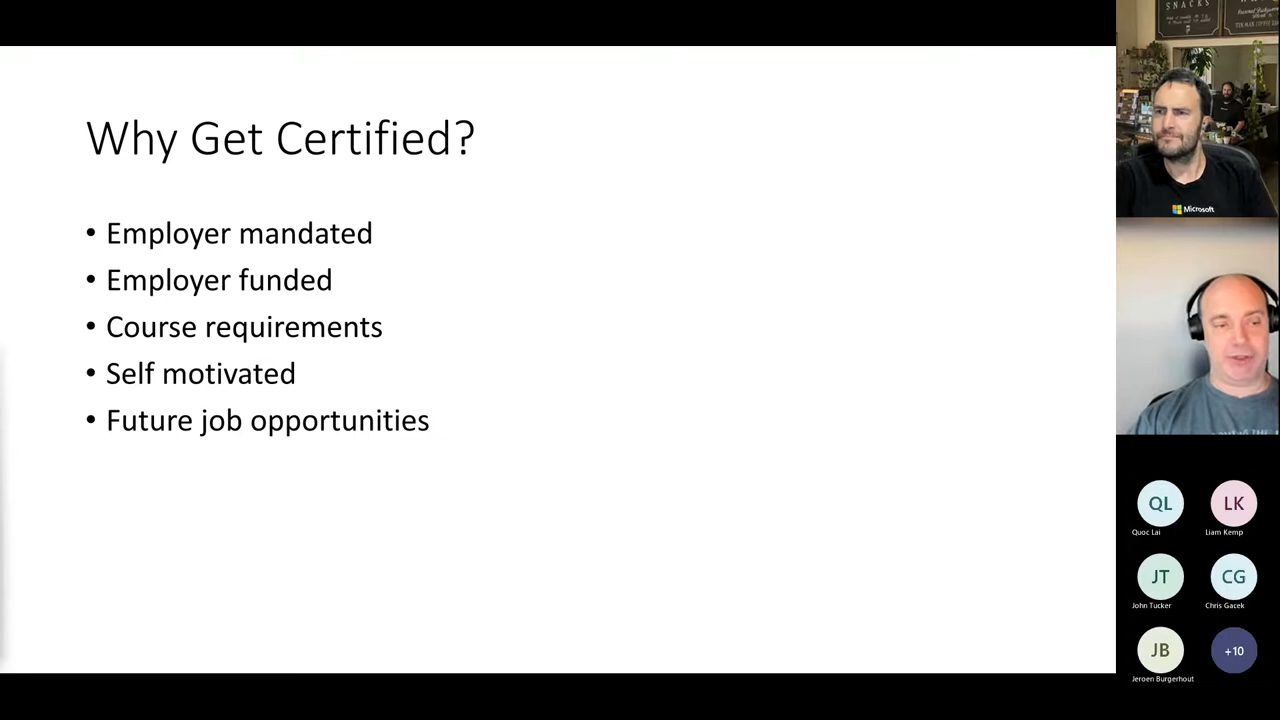 Why Get Certified?
• Employer mandated
• Employer funded
• Course requirements
• Self motivated
• Future job opportunities
SNACKS
Microsoft
QL
LK
Quoc Lai
Liam Kemp
JT
CG
John Tucker
Chris Gacek
JB
+10
Jeroen Burgerhout